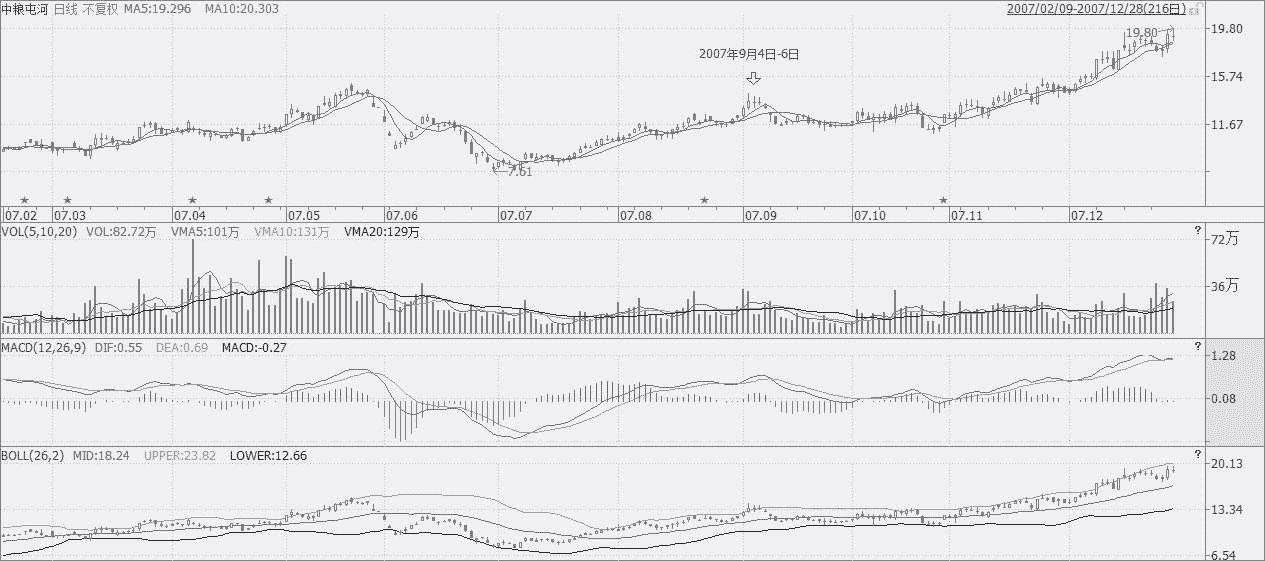 中粮屯河 日线 不复权 MA5:19.296 MA10:20.303 2007/02/09-2007/12/28(216日)
19.80
19.80
2007年9月4日-6日
15.74
11.67
7.61
07.02 07.03 07.04 07.05 07.06 07.07 07.08 07.09 07.10 07.11 07.12
VOL(5,10,20) VOL:82.72万 VMA5:101万 VMA10:131万 VMA20:129万 ?
72万
36万
MACD(12,26,9) DIF:0.55 DEA:0.69 MACD:-0.27 ?
1.28
0.08
BOLL(26,2) MID:18.24 UPPER:23.82 LOWER:12.66 ?
20.13
13.34
6.54